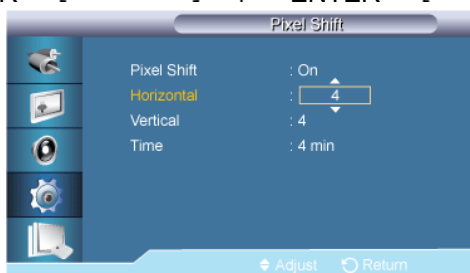 Pixel Shift
Pixel Shift : On
Horizontal : 4
Vertical : 4
Time : 4 min
Adjust Return